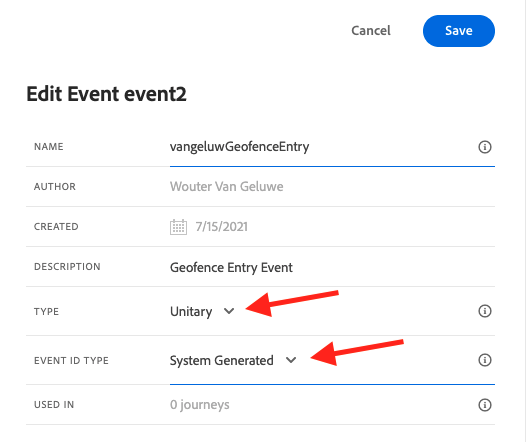 Cancel Save
Edit Event event2
NAME vangeluwGeofenceEntry
AUTHOR Wouter Van Geluwe
CREATED 7/15/2021
DESCRIPTION Geofence Entry Event
TYPE Unitary
EVENT ID TYPE System Generated
USED IN 0 journeys